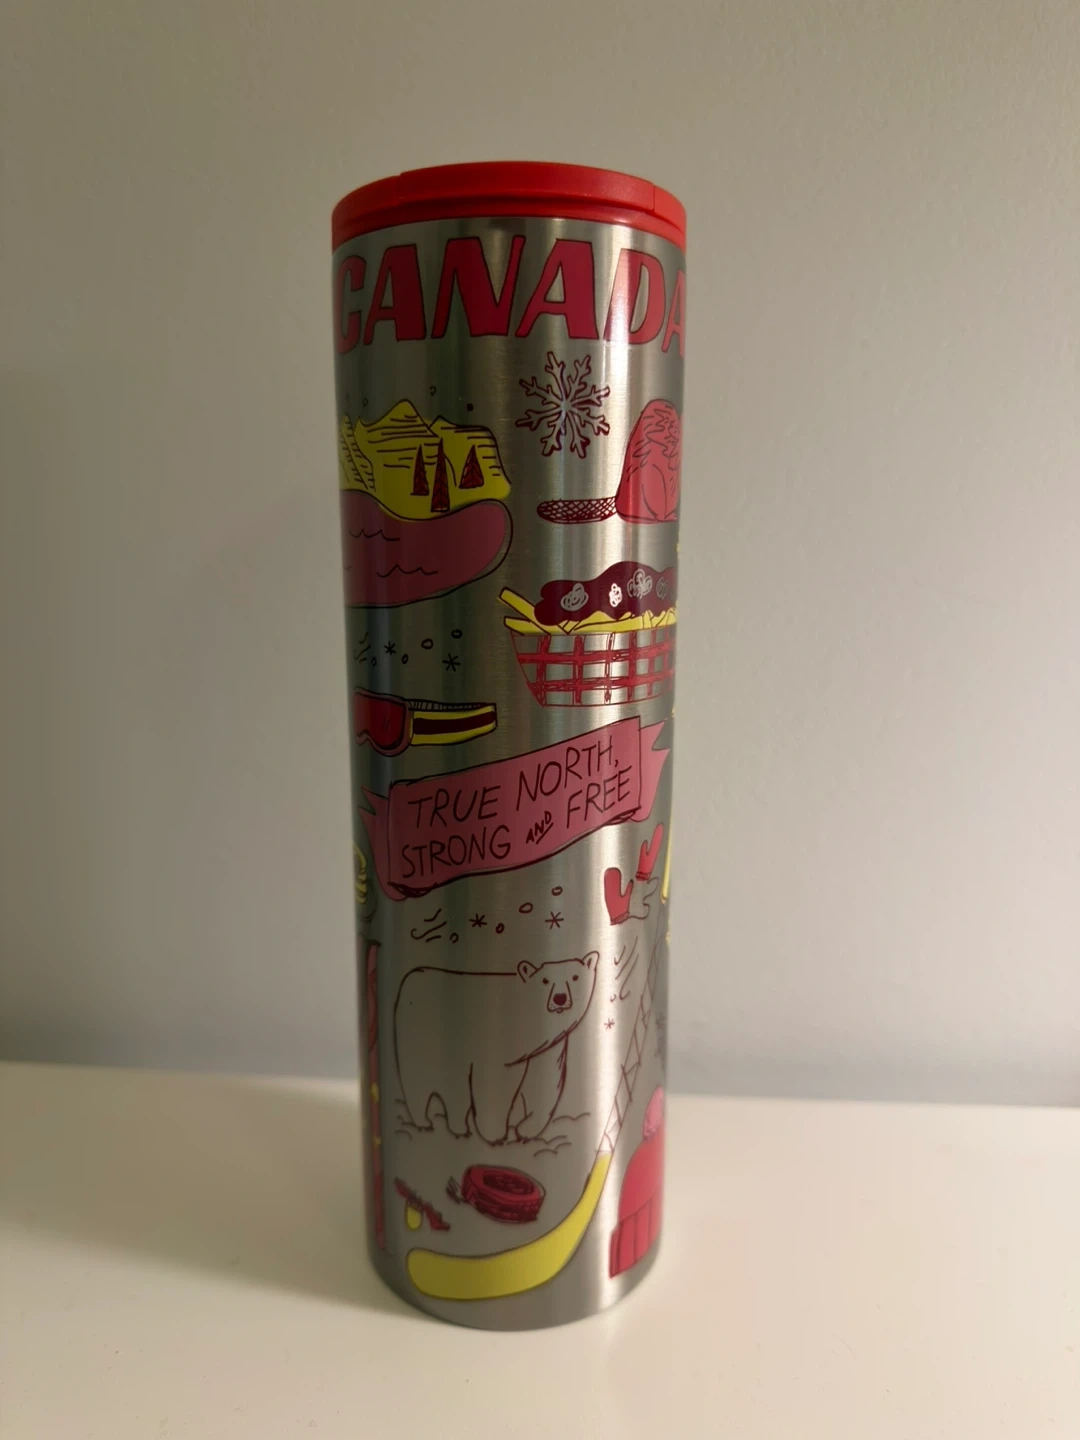 CANADA
TRUE NORTH,
STRONG AND FREE